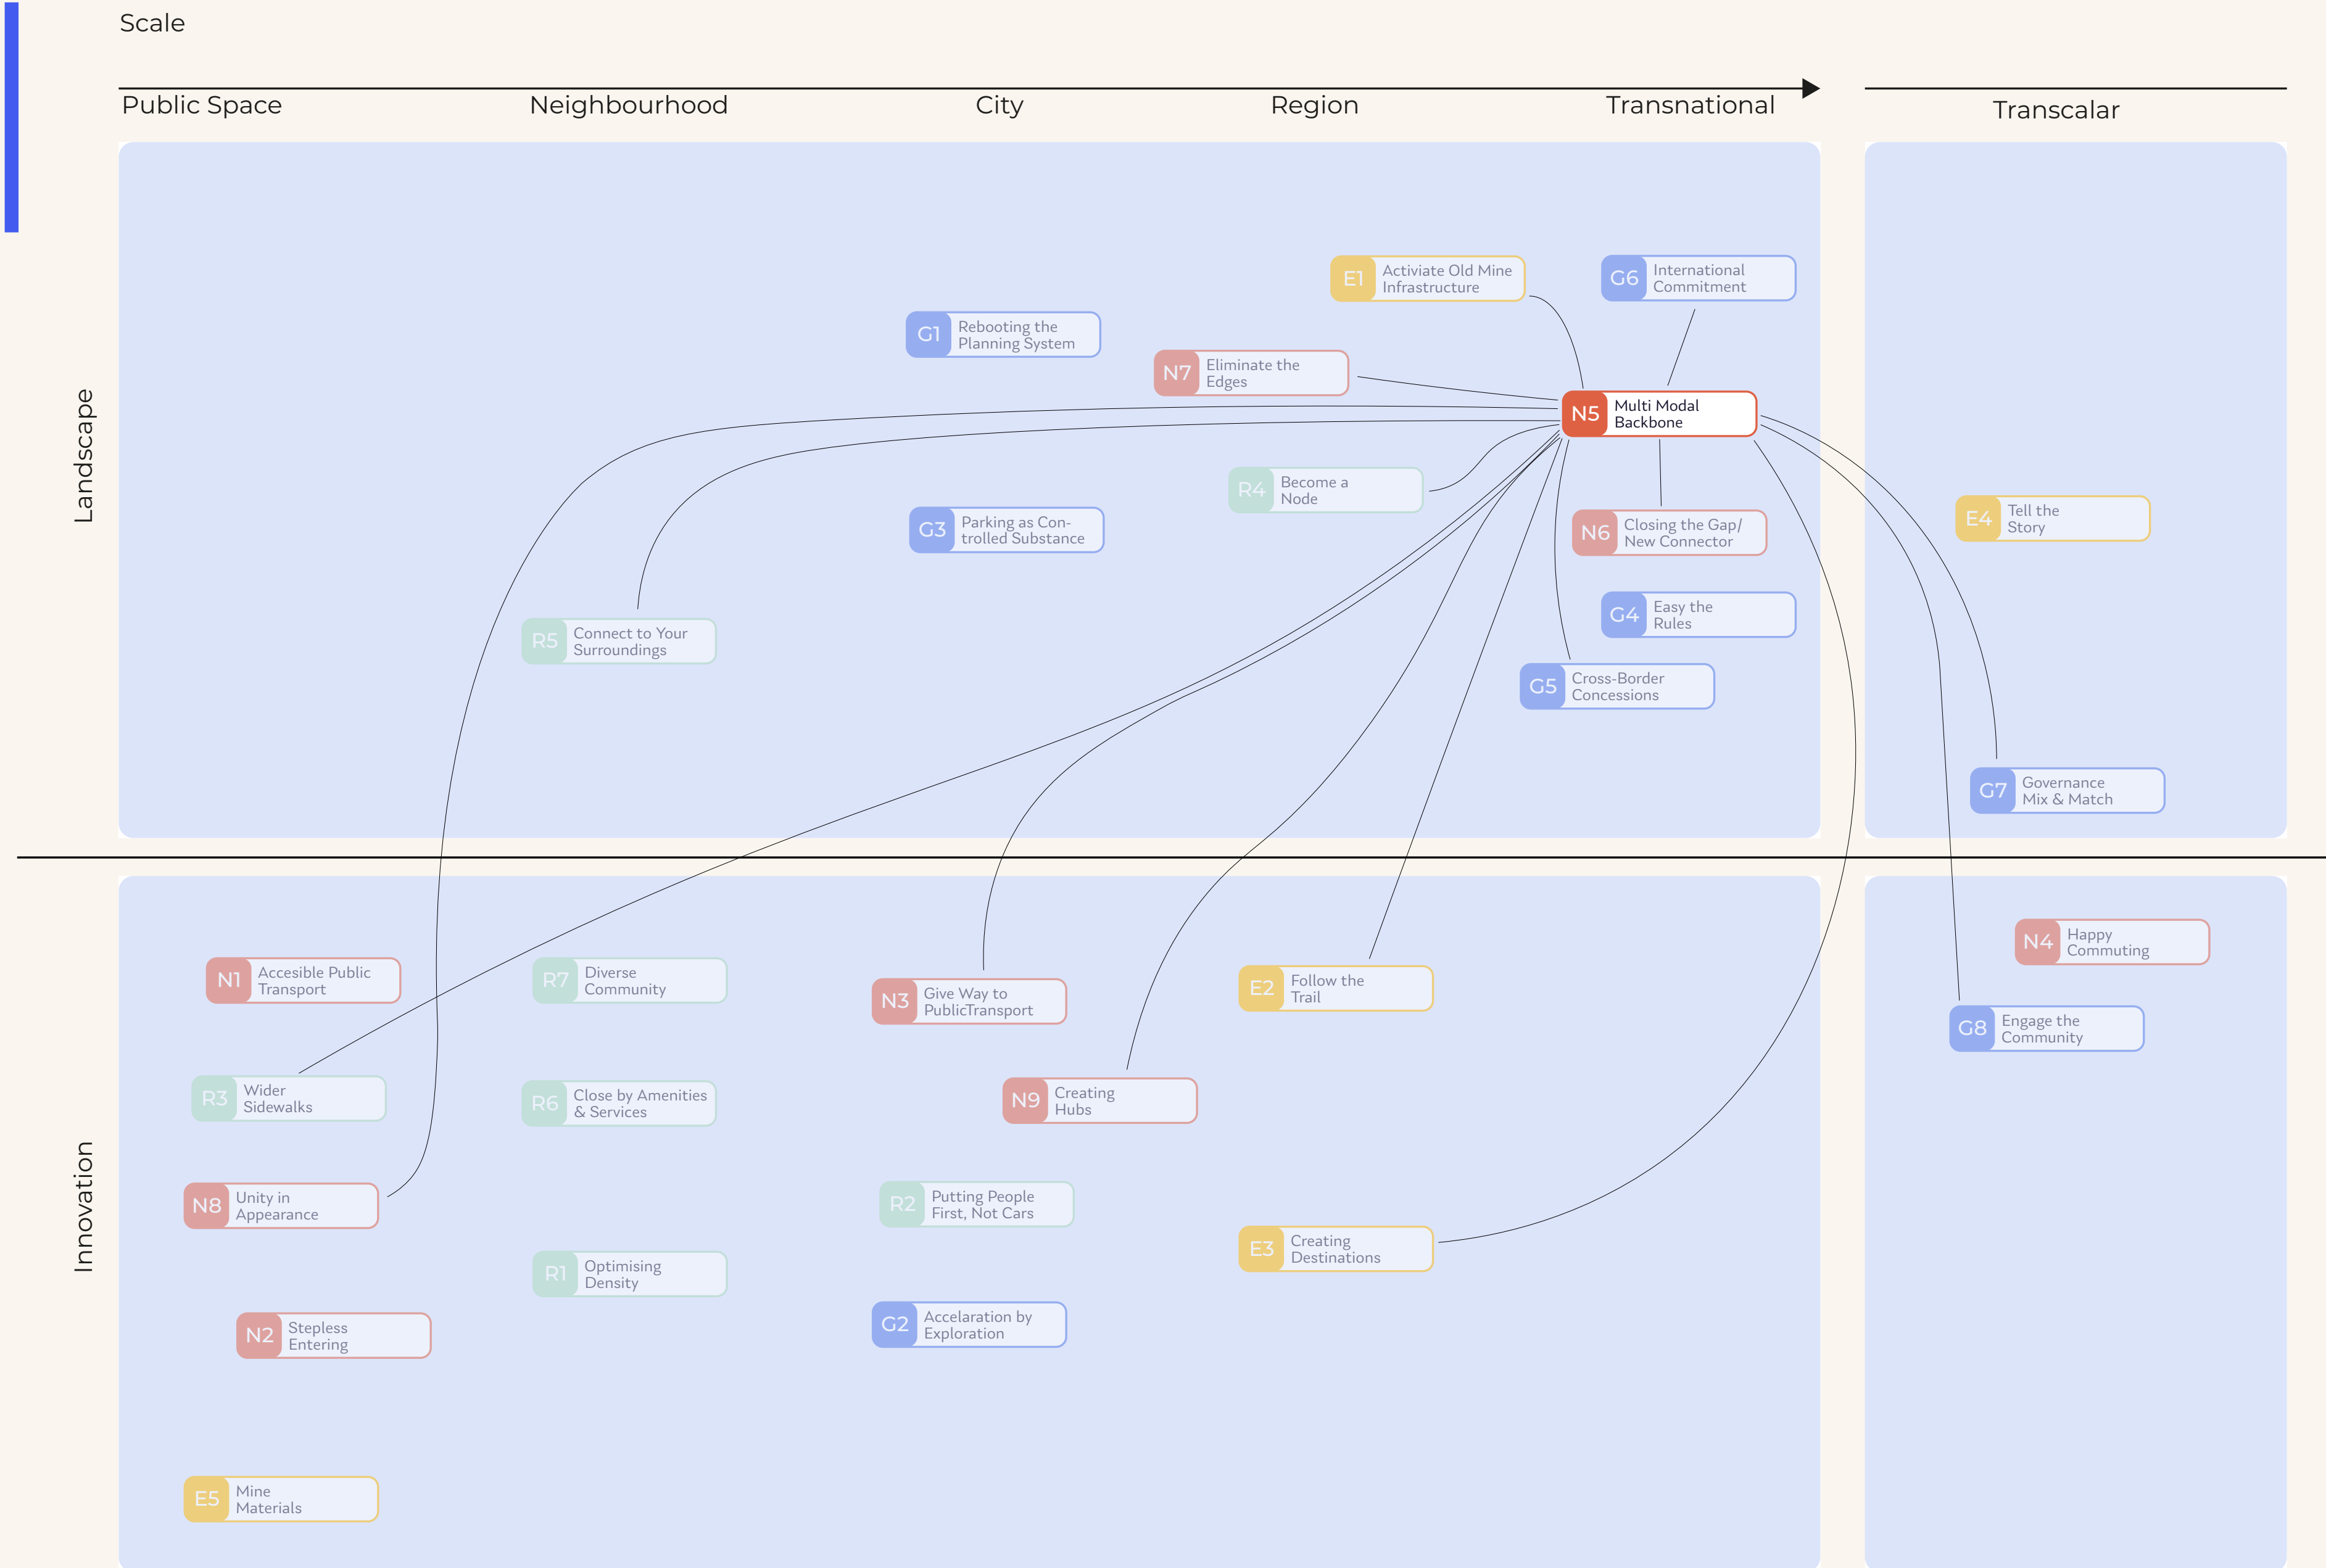 Scale
Public Space
Neighbourhood
City
Region
Transnational
Transcalar
Landscape
E1
Activiate Old Mine
Infrastructure
G6
International
Commitment
G1
Rebooting the
Planning System
N7
Eliminate the
Edges
N5
Multi Modal
Backbone
R4
Become a
Node
G3
Parking as Con-
trolled Substance
N6
Closing the Gap/
New Connector
E4
Tell the
Story
G4
Easy the
Rules
R5
Connect to Your
Surroundings
G5
Cross-Border
Concessions
G7
Governance
Mix & Match
Innovation
N1
Accesible Public
Transport
R7
Diverse
Community
N3
Give Way to
PublicTransport
E2
Follow the
Trail
N4
Happy
Commuting
G8
Engage the
Community
R3
Wider
Sidewalks
R6
Close by Amenities
& Services
N9
Creating
Hubs
N8
Unity in
Appearance
R2
Putting People
First, Not Cars
E3
Creating
Destinations
R1
Optimising
Density
N2
Stepless
Entering
G2
Accelaration by
Exploration
E5
Mine
Materials